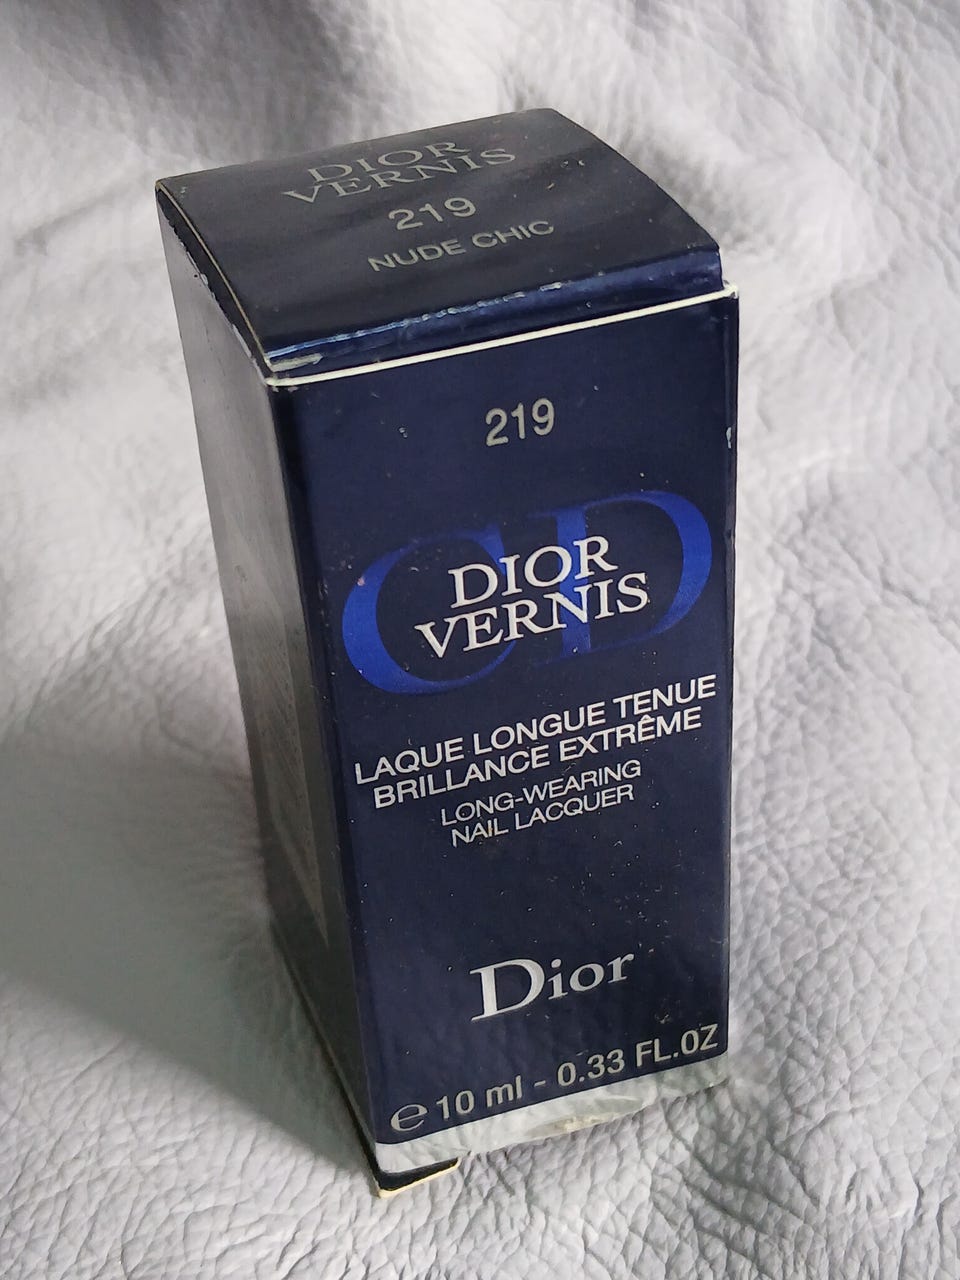 DIOR
VERNIS
219
NUDE CHIC
219
CD
DIOR
VERNIS
LAQUE LONGUE TENUE
BRILLANCE EXTRÊME
LONG-WEARING
NAIL LACQUER
Dior
℮ 10 ml - 0.33 FL.OZ